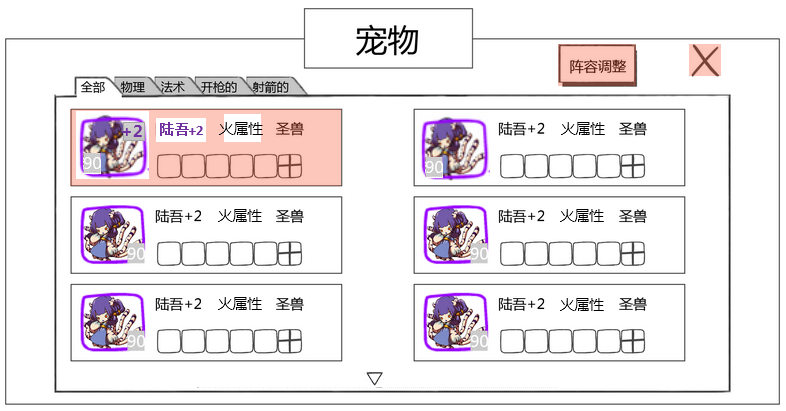 宠物
阵容调整
全部 物理 法术 开枪的 射箭的
+2 陆吾+2 火属性 圣兽
90
陆吾+2 火属性 圣兽
90
陆吾+2 火属性 圣兽
90
陆吾+2 火属性 圣兽
90
陆吾+2 火属性 圣兽
90
陆吾+2 火属性 圣兽
90